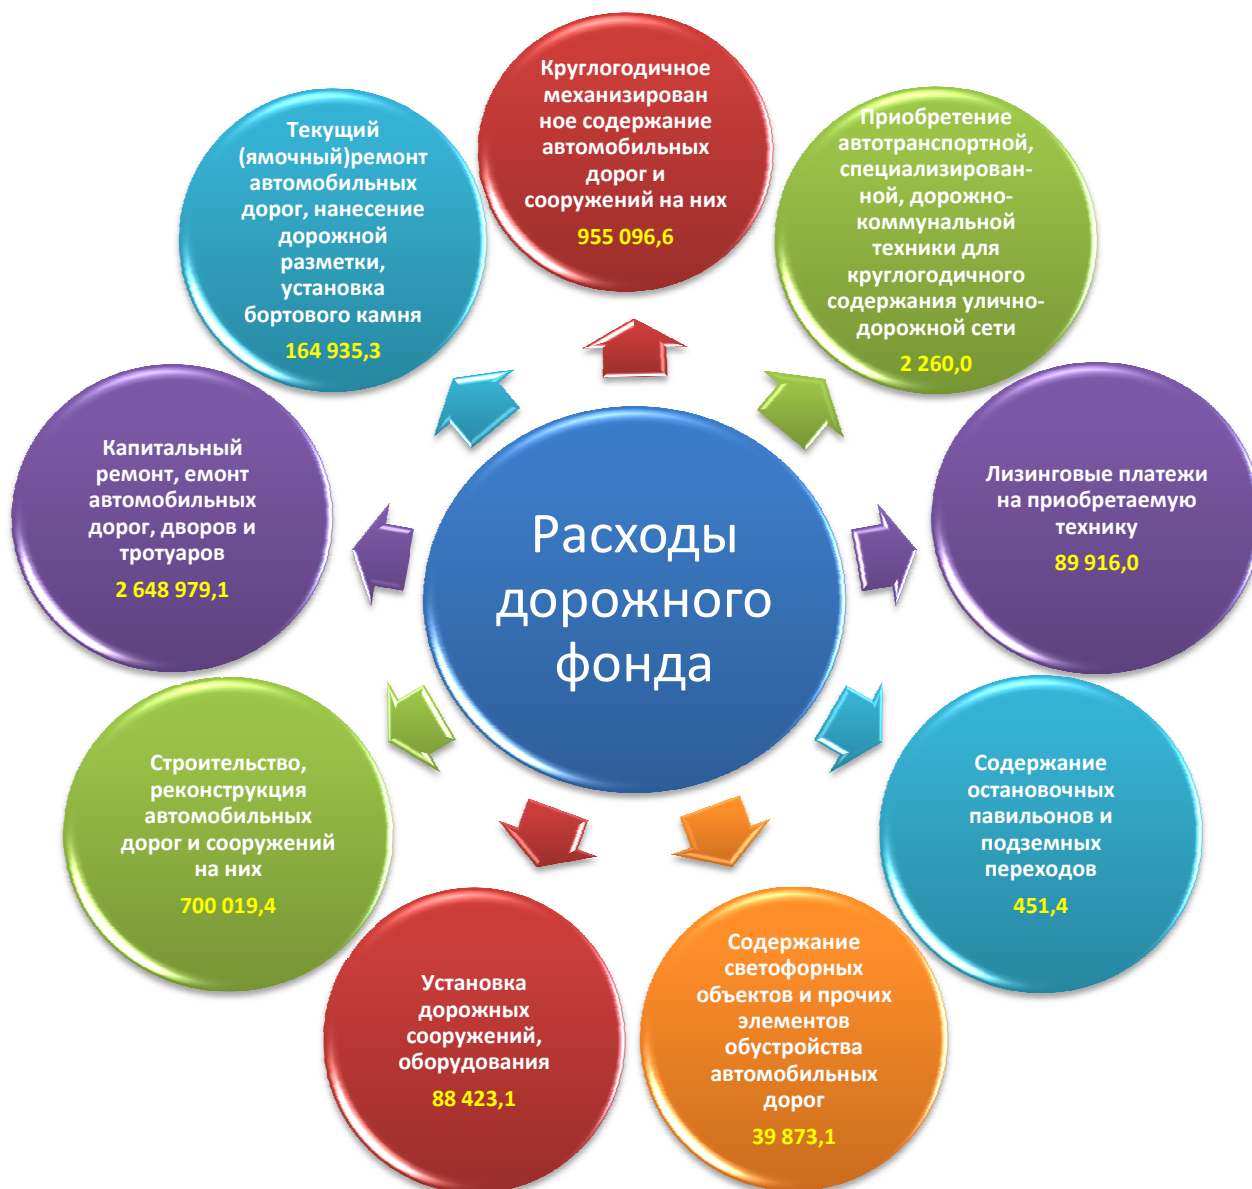 Расходы
дорожного
фонда
Круглогодичное
механизирован
ное содержание
автомобильных
дорог и
сооружений на них
955 096,6
Приобретение
автотранспортной,
специализирован-
ной, дорожно-
коммунальной
техники для
круглогодичного
содержания улично-
дорожной сети
2 260,0
Лизинговые платежи
на приобретаемую
технику
89 916,0
Содержание
остановочных
павильонов и
подземных
переходов
451,4
Содержание
светофорных
объектов и прочих
элементов
обустройства
автомобильных
дорог
39 873,1
Установка
дорожных
сооружений,
оборудования
88 423,1
Строительство,
реконструкция
автомобильных
дорог и сооружений
на них
700 019,4
Капитальный
ремонт, емонт
автомобильных
дорог, дворов и
тротуаров
2 648 979,1
Текущий
(ямочный)ремонт
автомобильных
дорог, нанесение
дорожной
разметки,
установка
бортового камня
164 935,3